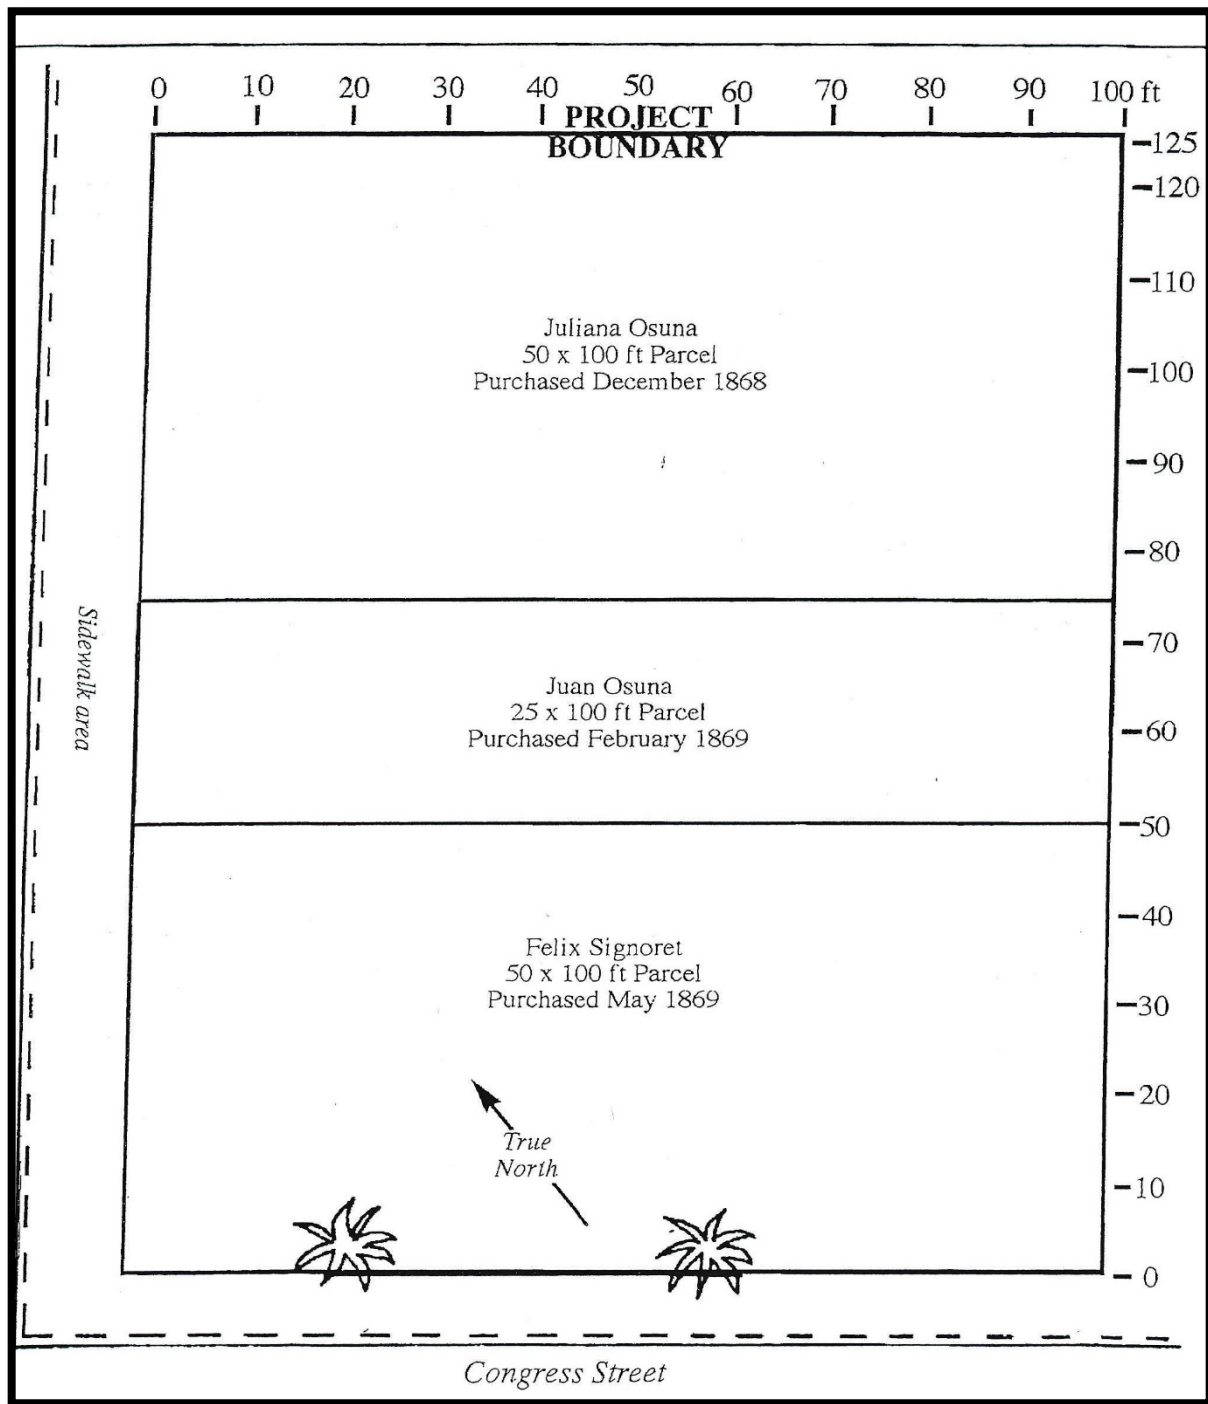 0 10 20 30 40 50 60 70 80 90 100 ft
PROJECT
BOUNDARY
125
120
110
100
90
80
70
60
50
40
30
20
10
0
Juliana Osuna
50 x 100 ft Parcel
Purchased December 1868
Sidewalk area
Juan Osuna
25 x 100 ft Parcel
Purchased February 1869
Felix Signoret
50 x 100 ft Parcel
Purchased May 1869
True
North
Congress Street